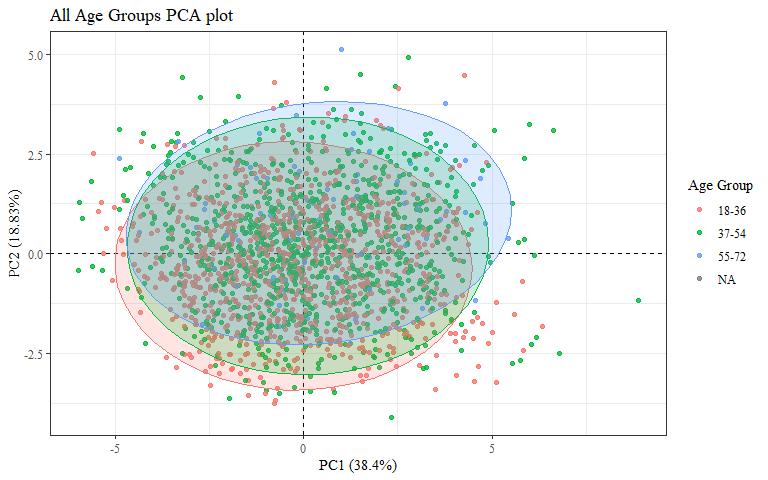 All Age Groups PCA plot
5.0
2.5
0.0
-2.5
PC2 (18.83%)
-5
0
5
PC1 (38.4%)
Age Group
18-36
37-54
55-72
NA